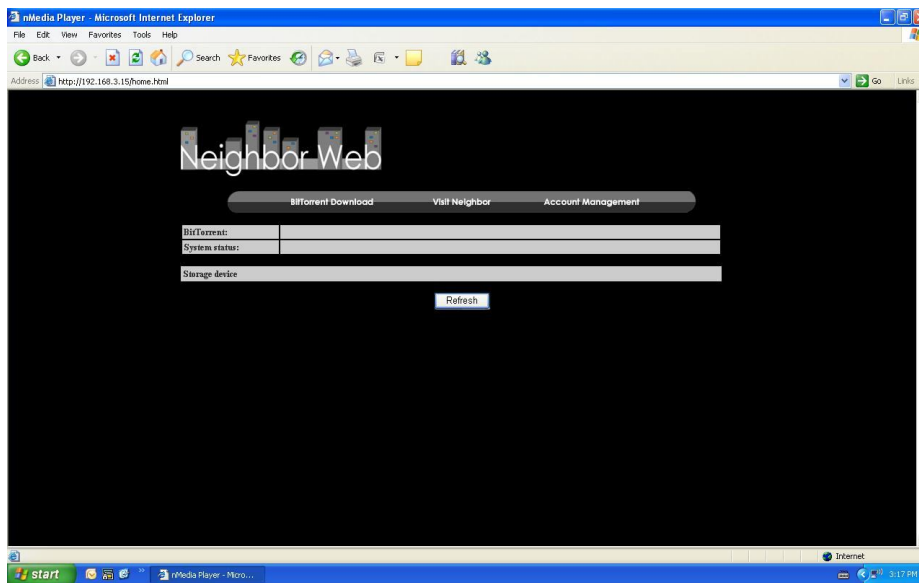 nMedia Player - Microsoft Internet Explorer
File Edit View Favorites Tools Help
Back Search Favorites
Address http://192.168.3.15/home.html Go Links
Neighbor Web
BitTorrent Download Visit Neighbor Account Management
BitTorrent:
System status:
Storage device
Refresh
Internet
start nMedia Player - Micro... 3:17 PM